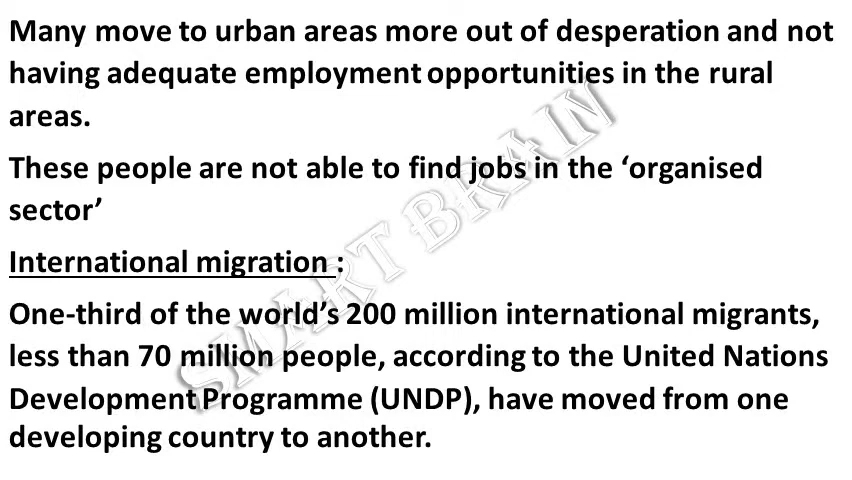 Many move to urban areas more out of desperation and not
having adequate employment opportunities in the rural
areas.
These people are not able to find jobs in the ‘organised
sector’
International migration :
One-third of the world’s 200 million international migrants,
less than 70 million people, according to the United Nations
Development Programme (UNDP), have moved from one
developing country to another.
SMART BRAIN